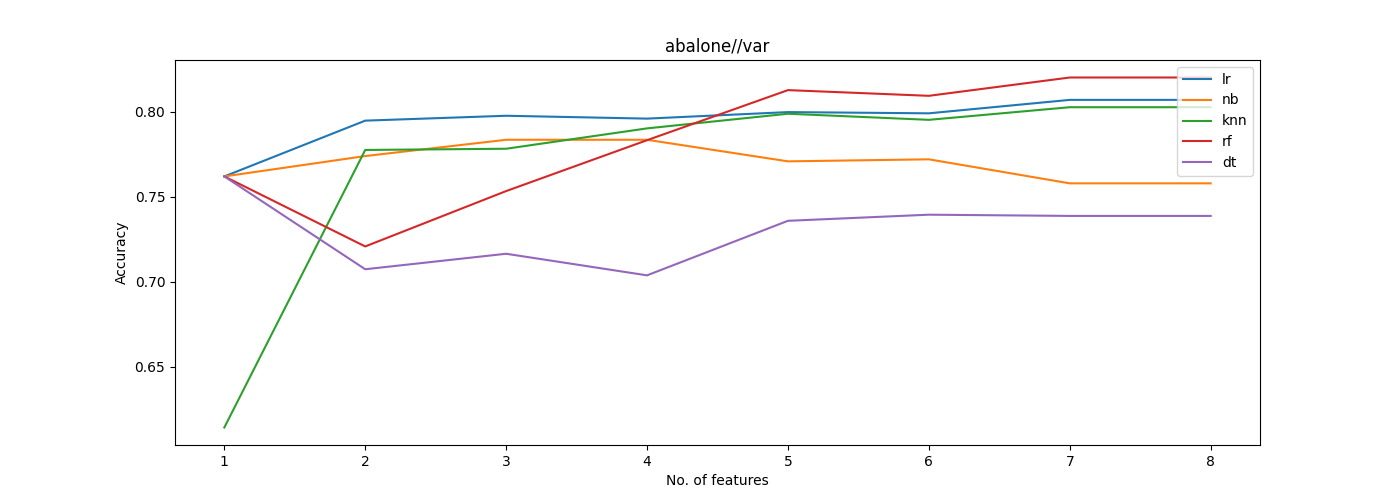 abalone//var
lr
nb
knn
rf
dt
0.80
0.75
0.70
0.65
Accuracy
1 2 3 4 5 6 7 8
No. of features